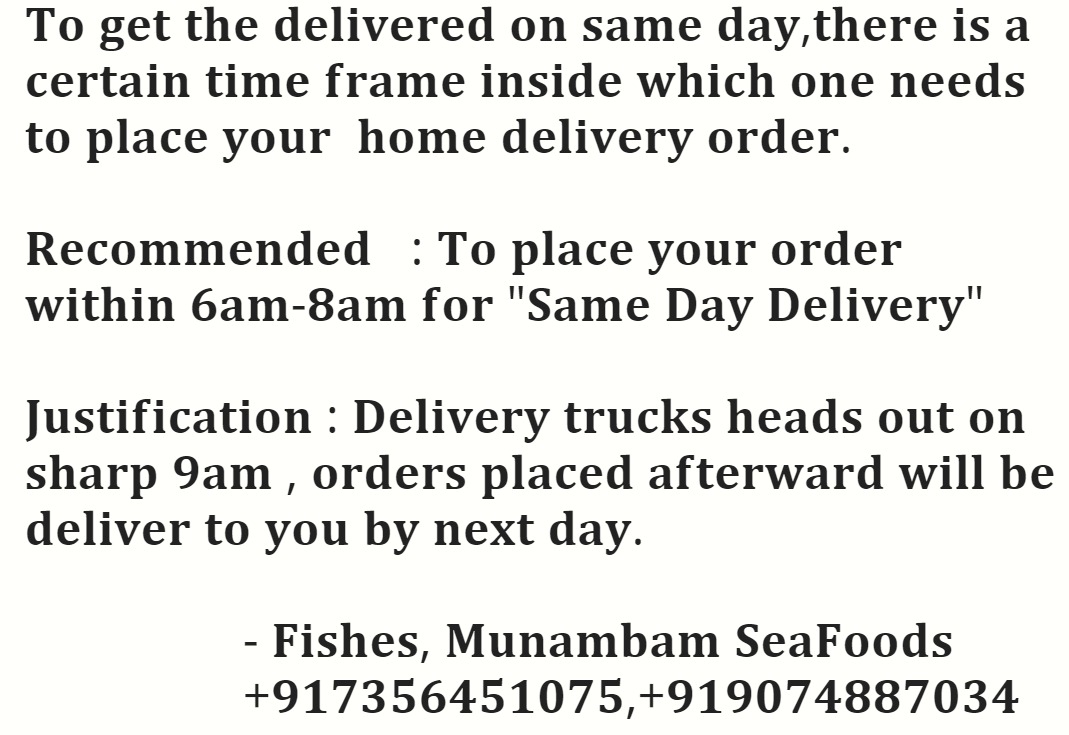 To get the delivered on same day,there is a
certain time frame inside which one needs
to place your  home delivery order.
Recommended   : To place your order
within 6am-8am for "Same Day Delivery"
Justification : Delivery trucks heads out on
sharp 9am , orders placed afterward will be
deliver to you by next day.
- Fishes, Munambam SeaFoods
+917356451075,+919074887034